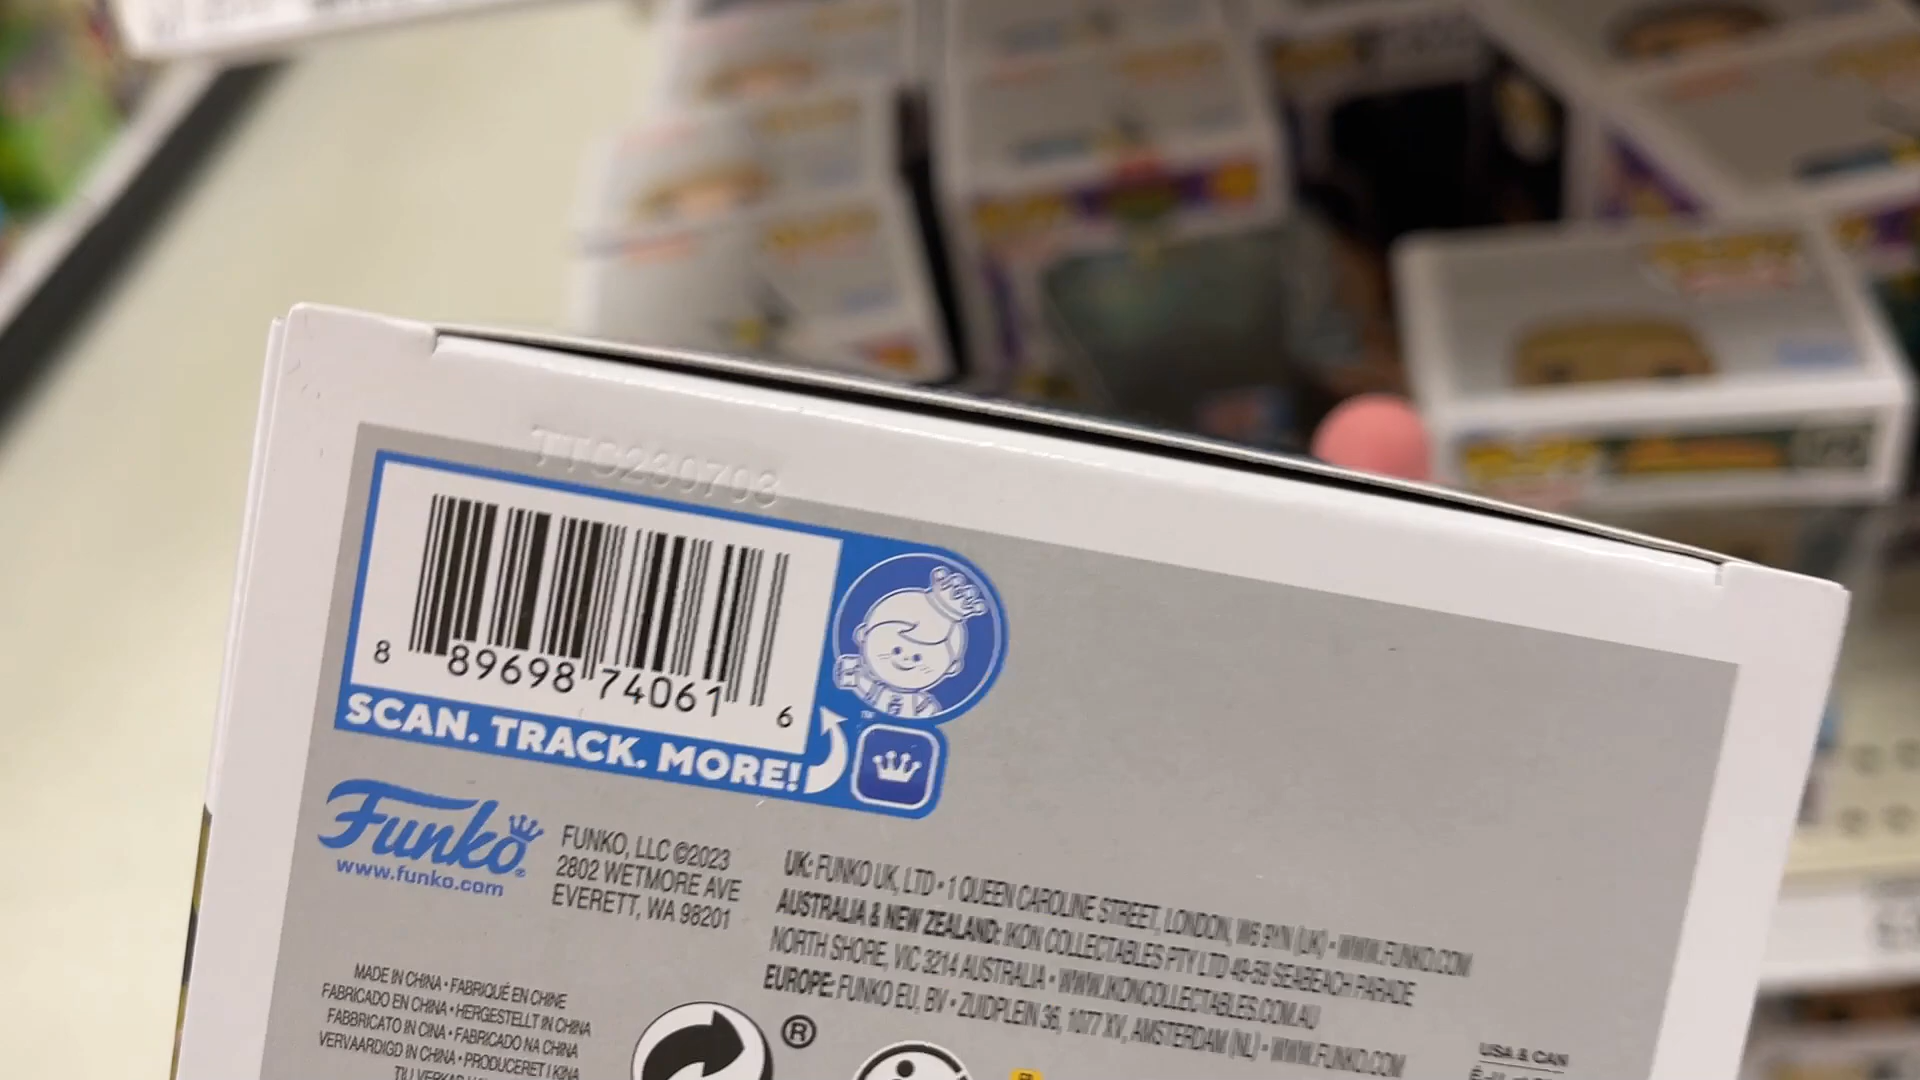 TTC230703
8 89698 74061 6
SCAN. TRACK. MORE!
Funko®
www.funko.com
FUNKO, LLC ©2023
2802 WETMORE AVE
EVERETT, WA 98201
UK: FUNKO UK, LTD • 1 QUEEN CAROLINE STREET, LONDON, W6 9YN (UK) • WWW.FUNKO.COM
AUSTRALIA & NEW ZEALAND: IKON COLLECTABLES PTY LTD 49-59 SEABEACH PARADE
NORTH SHORE, VIC 3214 AUSTRALIA • WWW.IKONCOLLECTABLES.COM.AU
EUROPE: FUNKO EU, BV • ZUIDPLEIN 36, 1077 XV, AMSTERDAM (NL) • WWW.FUNKO.COM
MADE IN CHINA • FABRIQUÉ EN CHINE
FABRICADO EN CHINA • HERGESTELLT IN CHINA
FABBRICATO IN CINA • FABRICADO NA CHINA
VERVAARDIGD IN CHINA • PRODUCERET I KINA
®
USA & CAN